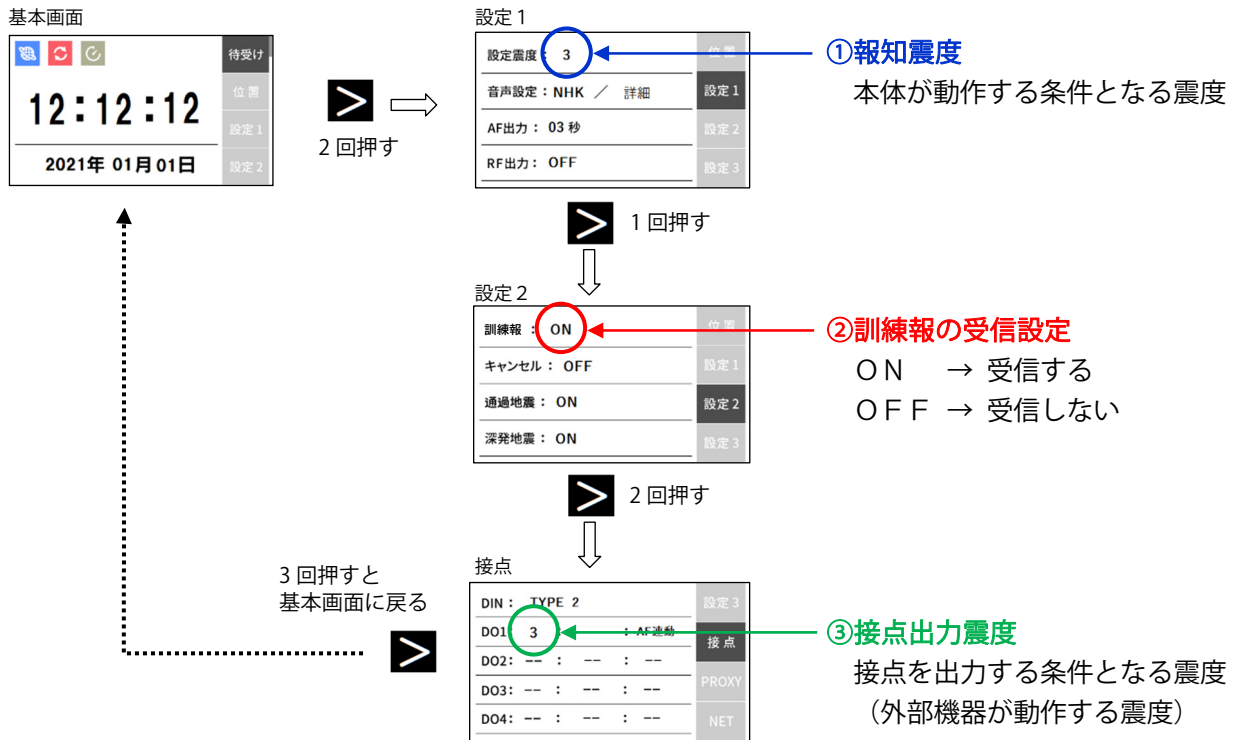 基本画面
待受け
位置
12:12:12
設定1
2021年 01月01日
設定2
>
2回押す
設定1
設定震度: 3
位置
音声設定:NHK / 詳細
設定1
AF出力: 03秒
設定2
RF出力: OFF
設定3
①報知震度
本体が動作する条件となる震度
>
1回押す
設定2
訓練報 : ON
位置
キャンセル: OFF
設定1
通過地震: ON
設定2
深発地震: ON
設定3
②訓練報の受信設定
ON → 受信する
OFF → 受信しない
>
2回押す
3回押すと
基本画面に戻る
>
接点
DIN: TYPE 2
設定3
DO1: 3 : AF連動
接点
DO2: -- : -- : --
PROXY
DO3: -- : -- : --
DO4: -- : -- : --
NET
③接点出力震度
接点を出力する条件となる震度
（外部機器が動作する震度）